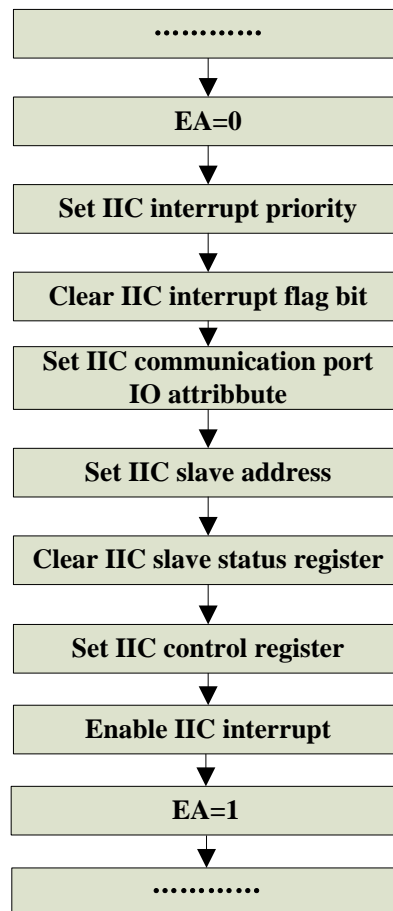 ••••••••••••
EA=0
Set IIC interrupt priority
Clear IIC interrupt flag bit
Set IIC communication port
IO attribbute
Set IIC slave address
Clear IIC slave status register
Set IIC control register
Enable IIC interrupt
EA=1
••••••••••••